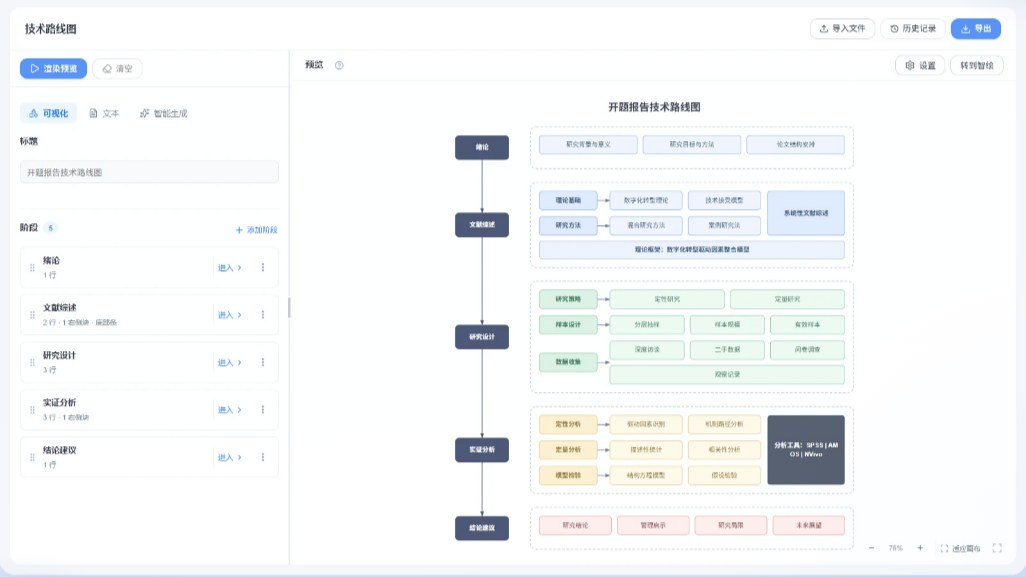 技术路线图
导入文件
历史记录
导出
渲染预览
清空
预览
设置
转到智绘
可视化
文本
智能生成
标题
开题报告技术路线图
阶段 5
添加阶段
绪论
1 行
进入
文献综述
2 行 · 1 右侧块 · 底部条
进入
研究设计
3 行
进入
实证分析
3 行 · 1 右侧块
进入
结论建议
1 行
进入
开题报告技术路线图
绪论
研究背景与意义
研究目标与方法
论文结构安排
文献综述
理论基础
数字化转型理论
技术接受模型
系统性文献综述
研究方法
混合研究方法
案例研究法
理论框架：数字化转型驱动因素整合模型
研究设计
研究策略
定性研究
定量研究
样本设计
分层抽样
样本规模
有效样本
数据收集
深度访谈
二手数据
问卷调查
观察记录
实证分析
定性分析
驱动因素识别
机制路径分析
分析工具：SPSS | AM
OS | NVivo
定量分析
描述性统计
相关性分析
模型检验
结构方程模型
假设检验
结论建议
研究结论
管理启示
研究局限
未来展望
76%
适应画布